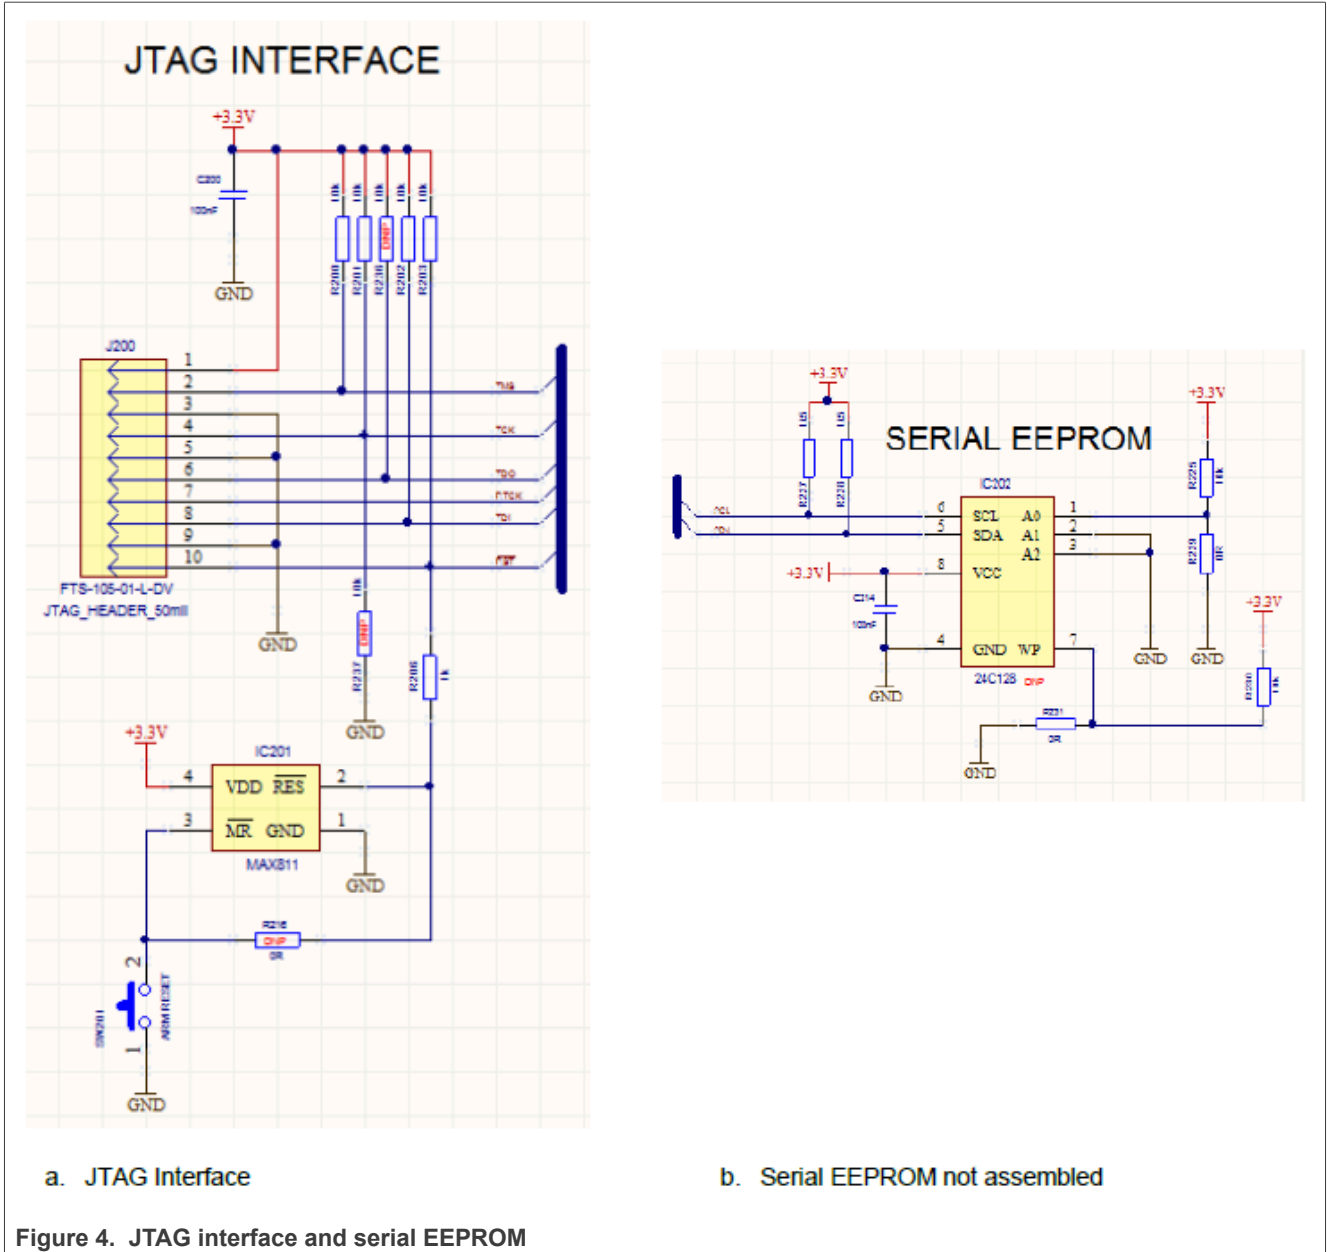 JTAG INTERFACE
+3.3V
C200
100nF
GND
10k
10k
10k
10k
10k
DNP
R200
R201
R236
R202
R203
J200
1
2
3
4
5
6
7
8
9
10
TMS
TCK
TDO
RTCK
TDI
RST
FTS-105-01-L-DV
JTAG_HEADER_50mil
GND
10k
DNP
R237
GND
R206
1k
+3.3V
IC201
4
VDD
RES
2
3
MR
GND
1
MAX811
GND
R216
DNP
0R
2
SW201
ARM RESET
1
GND
+3.3V
+3.3V
SERIAL EEPROM
R227
R228
R225
10k
IC202
6
SCL
A0
1
5
SDA
A1
2
A2
3
R229
0R
+3.3V
8
VCC
C214
100nF
+3.3V
4
GND
WP
7
24C128
DNP
GND
GND
GND
R230
10k
R231
0R
GND
a. JTAG Interface
b. Serial EEPROM not assembled
Figure 4. JTAG interface and serial EEPROM